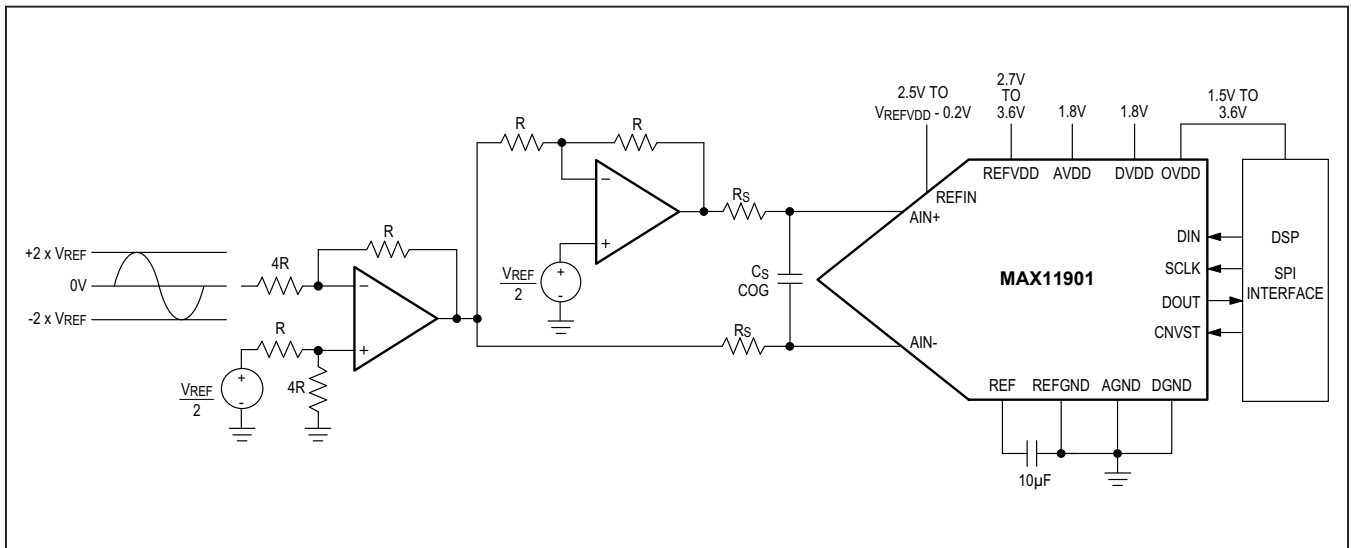 +2 x VREF
0V
-2 x VREF
4R
R
R
4R
+
-
VREF
2
-
+
R
R
-
+
+
-
VREF
2
RS
RS
CS
COG
2.5V TO
VREFVDD - 0.2V
2.7V
TO
3.6V
1.8V
1.8V
1.5V TO
3.6V
REFIN
REFVDD
AVDD
DVDD
OVDD
AIN+
AIN-
MAX11901
DIN
SCLK
DOUT
CNVST
REF
REFGND
AGND
DGND
10µF
DSP
SPI
INTERFACE